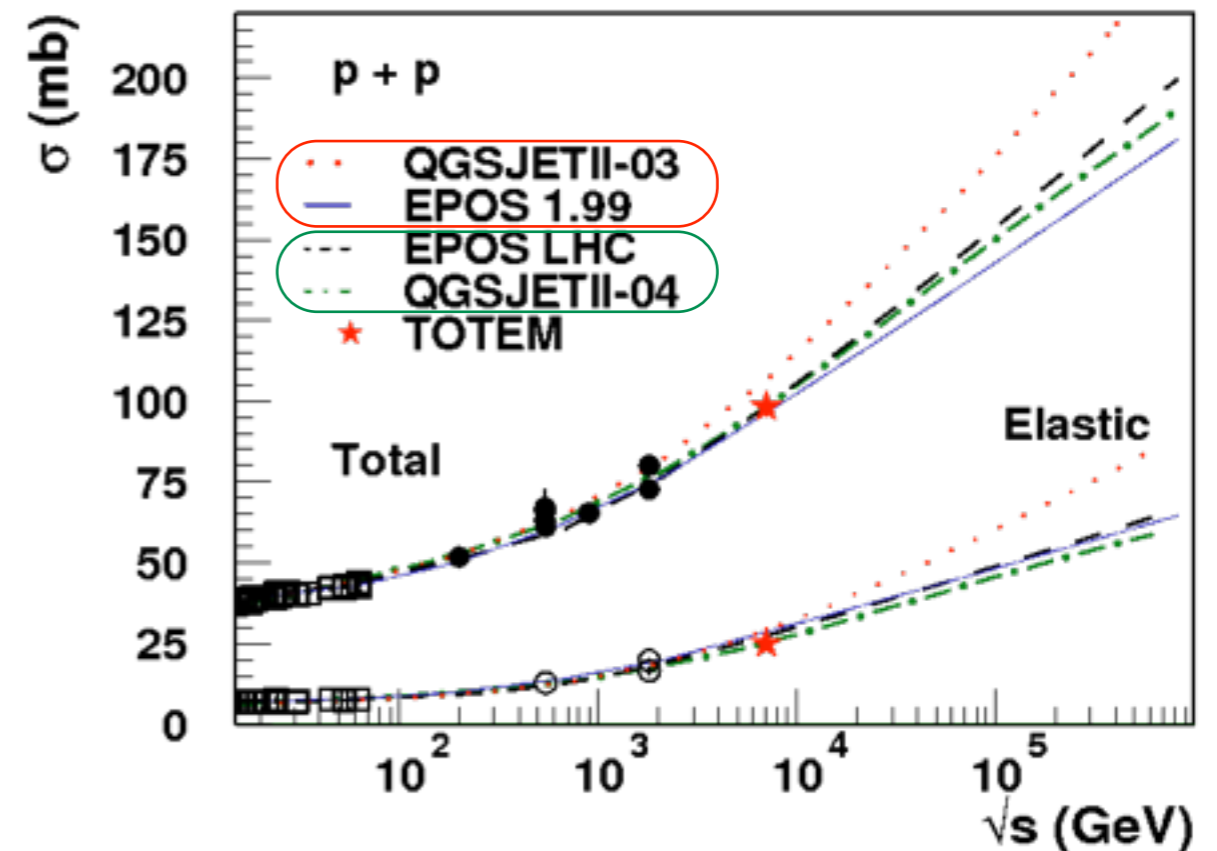 σ (mb)
200
175
150
125
100
75
50
25
0
p + p
QGSJETII-03
EPOS 1.99
EPOS LHC
QGSJETII-04
TOTEM
Total
Elastic
10²
10³
10⁴
10⁵
√s (GeV)